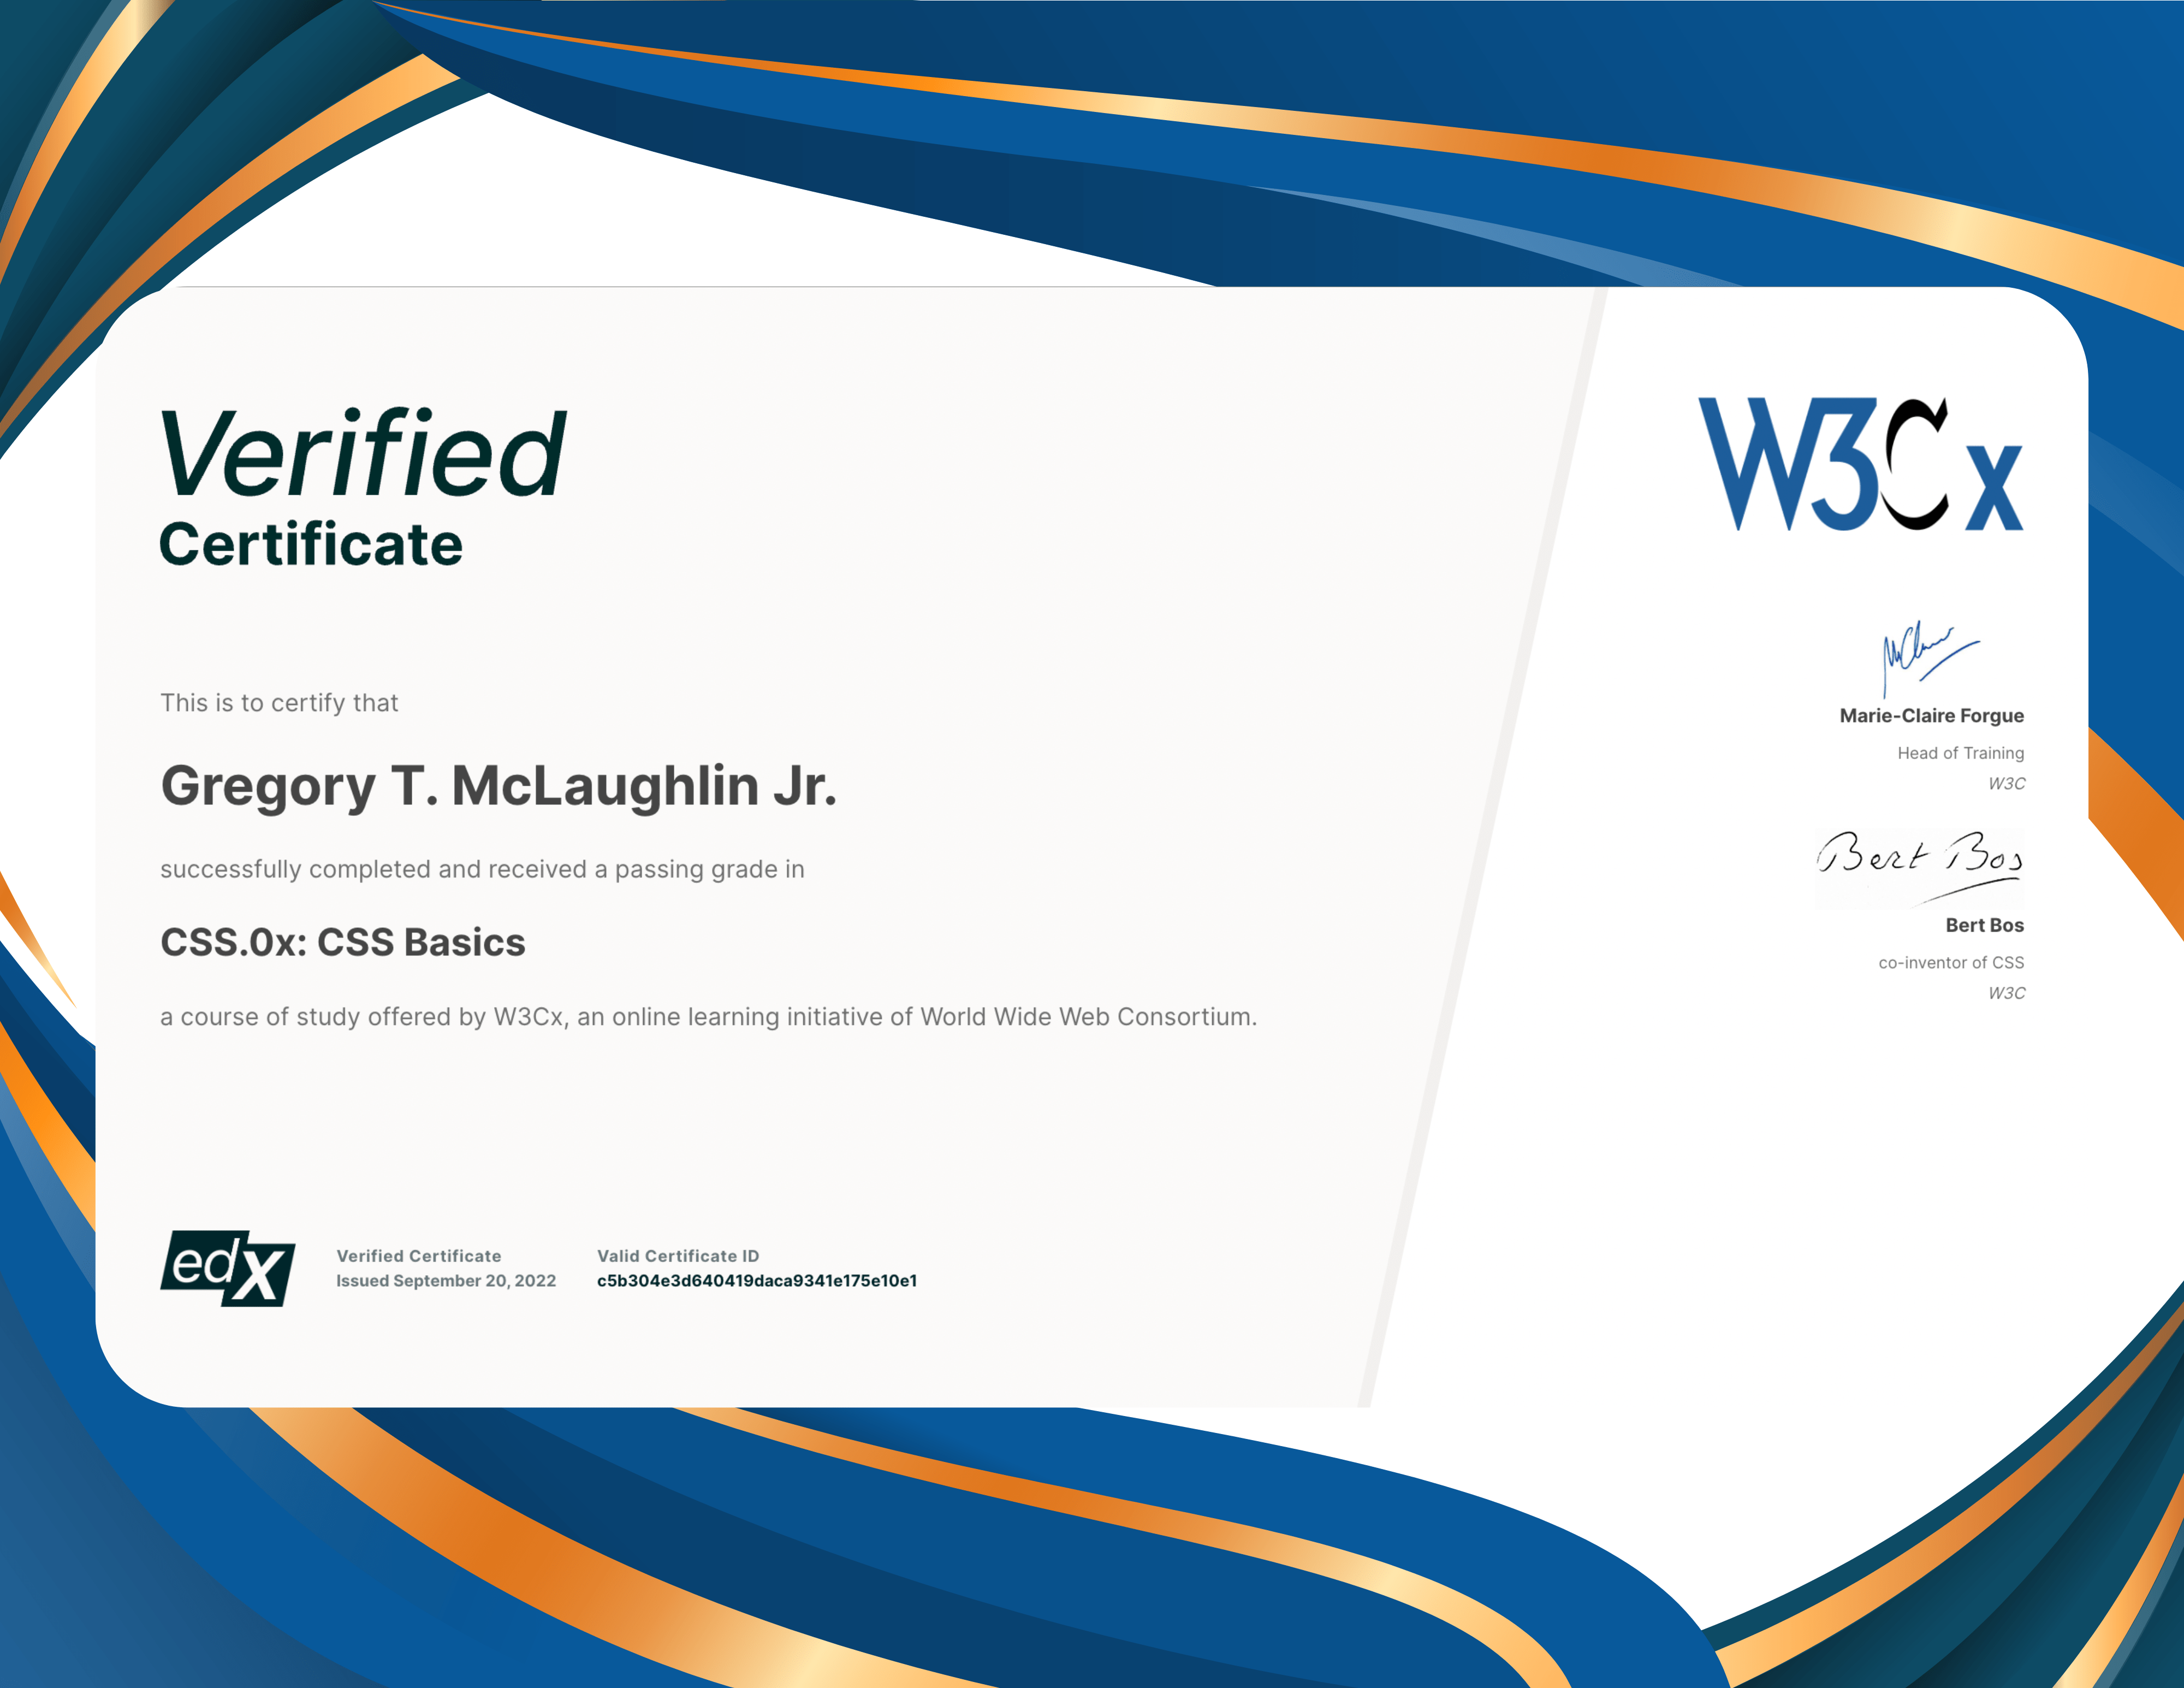 Verified
Certificate
This is to certify that
Gregory T. McLaughlin Jr.
successfully completed and received a passing grade in
CSS.0x: CSS Basics
a course of study offered by W3Cx, an online learning initiative of World Wide Web Consortium.
edX
Verified Certificate
Issued September 20, 2022
Valid Certificate ID
c5b304e3d640419daca9341e175e10e1
W3Cx
Marie-Claire Forgue
Head of Training
W3C
Bert Bos
Bert Bos
co-inventor of CSS
W3C